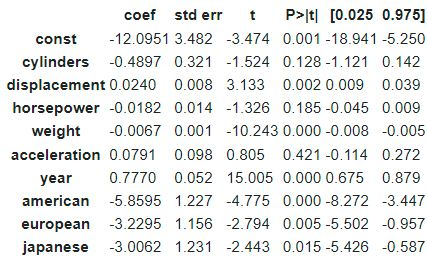 coef std err t P>|t| [0.025 0.975]
const -12.0951 3.482 -3.474 0.001 -18.941 -5.250
cylinders -0.4897 0.321 -1.524 0.128 -1.121 0.142
displacement 0.0240 0.008 3.133 0.002 0.009 0.039
horsepower -0.0182 0.014 -1.326 0.185 -0.045 0.009
weight -0.0067 0.001 -10.243 0.000 -0.008 -0.005
acceleration 0.0791 0.098 0.805 0.421 -0.114 0.272
year 0.7770 0.052 15.005 0.000 0.675 0.879
american -5.8595 1.227 -4.775 0.000 -8.272 -3.447
european -3.2295 1.156 -2.794 0.005 -5.502 -0.957
japanese -3.0062 1.231 -2.443 0.015 -5.426 -0.587